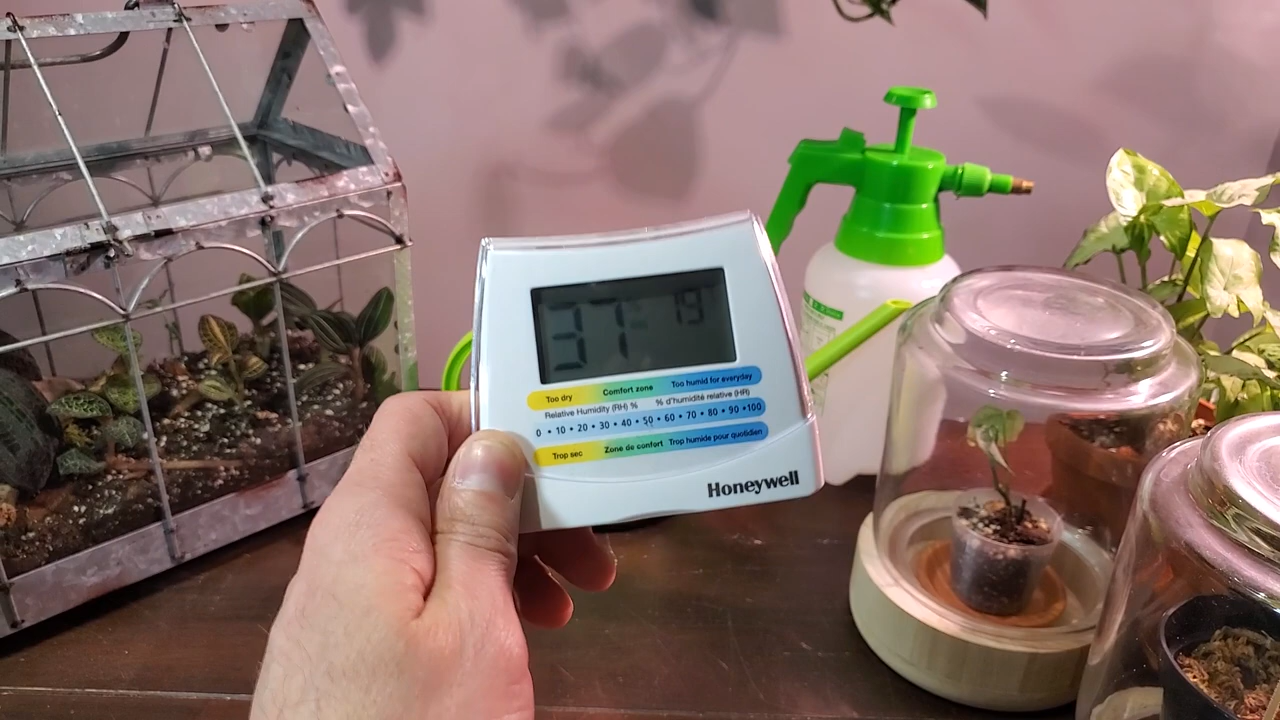 37% 19°
Too dry Comfort zone Too humid for everyday
Relative Humidity (RH) % % d'humidité relative (HR)
0 • 10 • 20 • 30 • 40 • 50 • 60 • 70 • 80 • 90 •100
Trop sec Zone de confort Trop humide pour quotidien
Honeywell